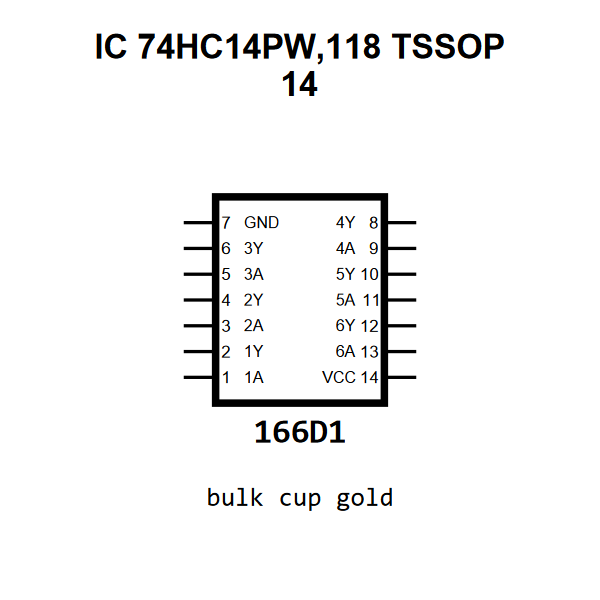 IC 74HC14PW,118 TSSOP
14
7 GND 4Y 8
6 3Y 4A 9
5 3A 5Y 10
4 2Y 5A 11
3 2A 6Y 12
2 1Y 6A 13
1 1A VCC 14
166D1
bulk cup gold